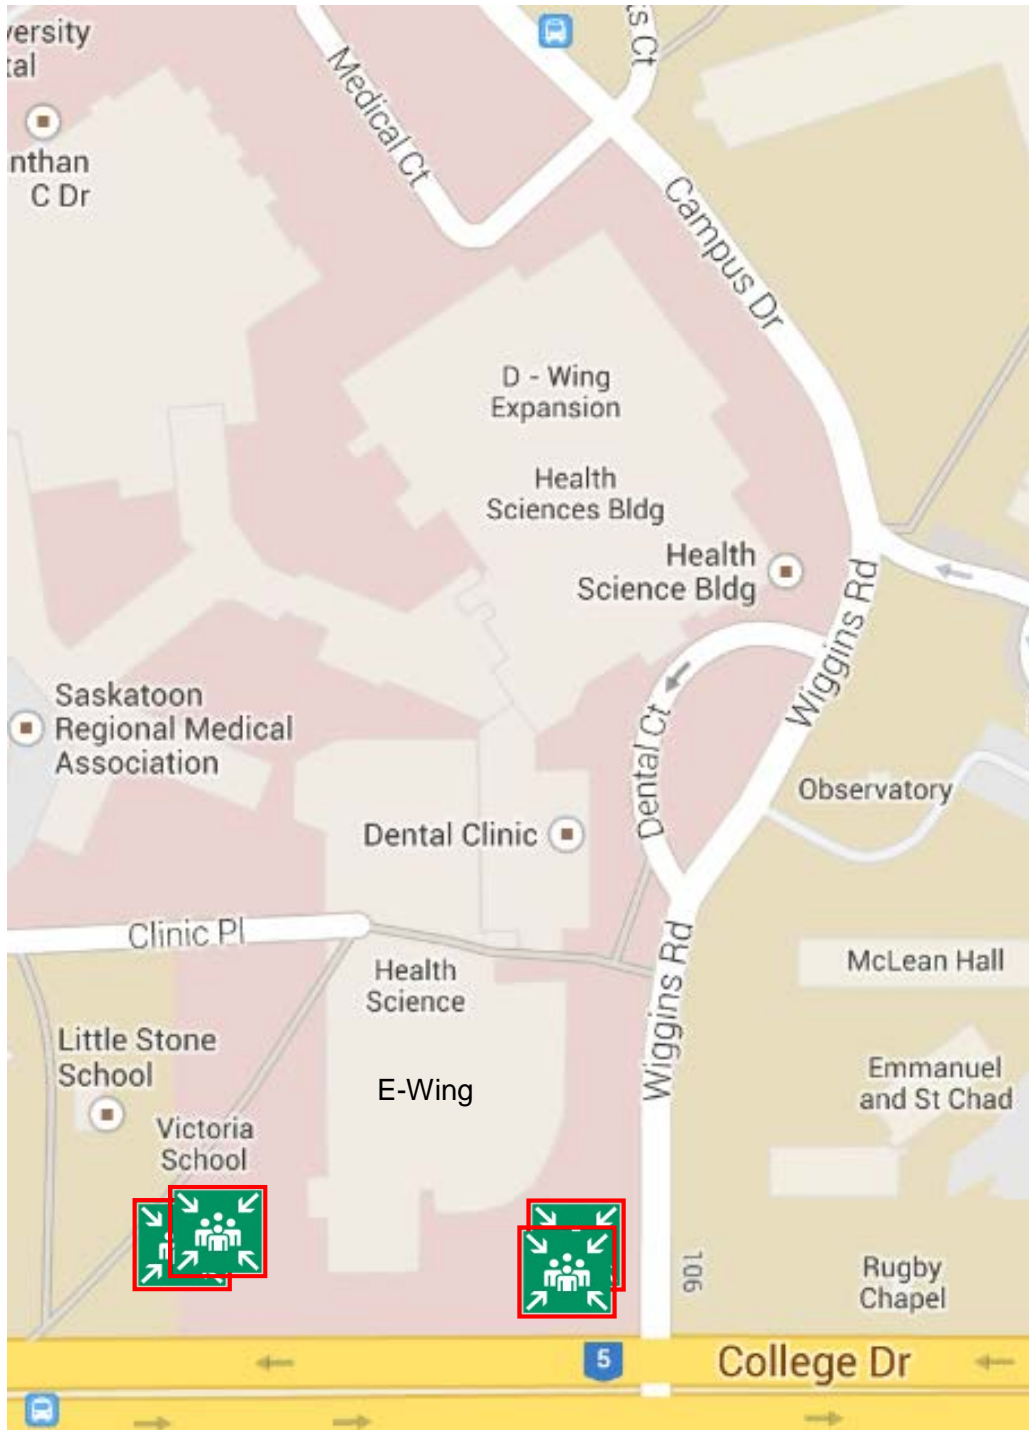 versity
tal
s Ct
Medical Ct
nthan
C Dr
Campus Dr
D - Wing
Expansion
Health
Sciences Bldg
Health
Science Bldg
Wiggins Rd
Saskatoon
Regional Medical
Association
Dental Ct
Observatory
Dental Clinic
Clinic Pl
Wiggins Rd
McLean Hall
Health
Science
Little Stone
School
E-Wing
Emmanuel
and St Chad
Victoria
School
106
Rugby
Chapel
5
College Dr